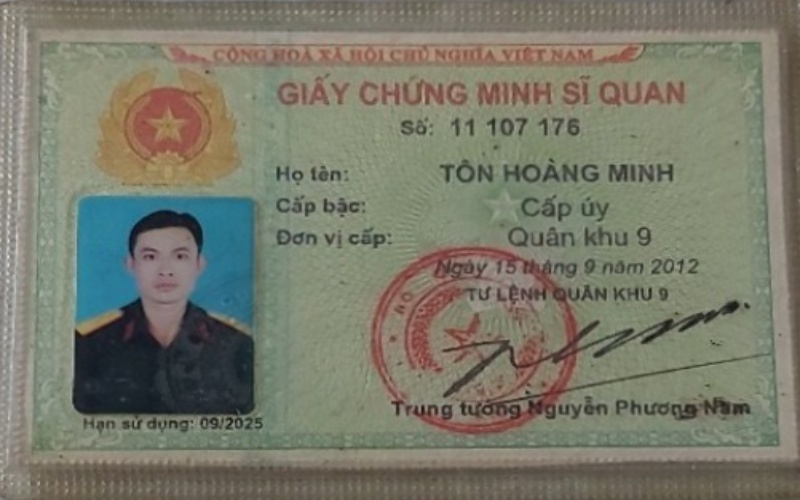 CỘNG HOÀ XÃ HỘI CHỦ NGHĨA VIỆT NAM
GIẤY CHỨNG MINH SĨ QUAN
Số: 11 107 176
Họ tên: TÔN HOÀNG MINH
Cấp bậc: Cấp úy
Đơn vị cấp: Quân khu 9
Ngày 15 tháng 9 năm 2012
TƯ LỆNH QUÂN KHU 9
Trung tướng Nguyễn Phương Nam
Hạn sử dụng: 09/2025